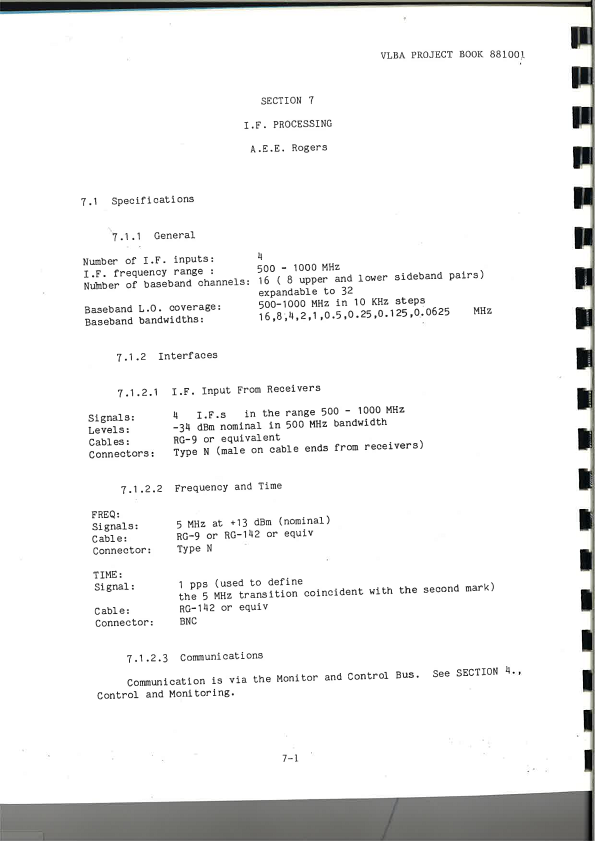 VLBA PROJECT BOOK 881001
SECTION 7
I.F. PROCESSING
A.E.E. Rogers
7.1 Specifications
7.1.1 General
Number of I.F. inputs: 4
I.F. frequency range : 500 - 1000 MHz
Number of baseband channels: 16 ( 8 upper and lower sideband pairs)
expandable to 32
Baseband L.O. coverage: 500-1000 MHz in 10 KHz steps
Baseband bandwidths: 16,8,4,2,1,0.5,0.25,0.125,0.0625 MHz
7.1.2 Interfaces
7.1.2.1 I.F. Input From Receivers
Signals: 4 I.F.s in the range 500 - 1000 MHz
Levels: -34 dBm nominal in 500 MHz bandwidth
Cables: RG-9 or equivalent
Connectors: Type N (male on cable ends from receivers)
7.1.2.2 Frequency and Time
FREQ:
Signals: 5 MHz at +13 dBm (nominal)
Cable: RG-9 or RG-142 or equiv
Connector: Type N
TIME:
Signal: 1 pps (used to define
the 5 MHz transition coincident with the second mark)
Cable: RG-142 or equiv
Connector: BNC
7.1.2.3 Communications
Communication is via the Monitor and Control Bus. See SECTION 4.,
Control and Monitoring.
7-1